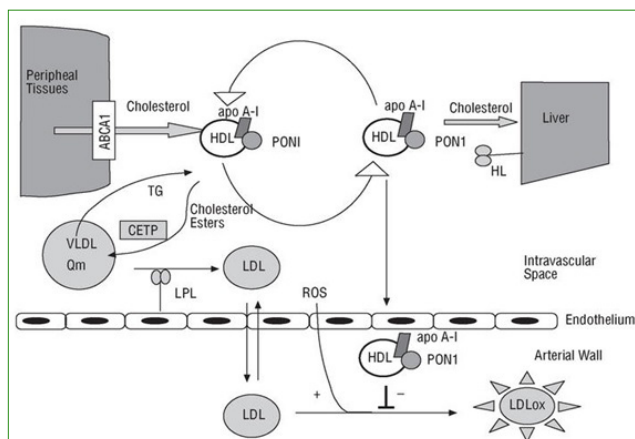 Peripheal
Tissues
ABCA1
Cholesterol
apo A-I
HDL
PONI
apo A-I
HDL
PON1
Cholesterol
Liver
HL
TG
CETP
Cholesterol
Esters
VLDL
Qm
LPL
LDL
ROS
Intravascular
Space
Endothelium
apo A-I
HDL
PON1
Arterial Wall
LDL
+
–
LDLox